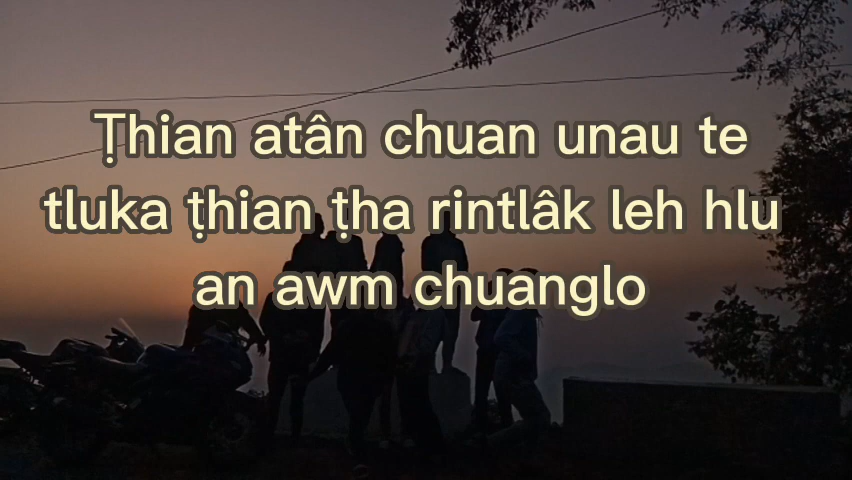 Ṭhian atân chuan unau te
tluka ṭhian ṭha rintlâk leh hlu
an awm chuanglo